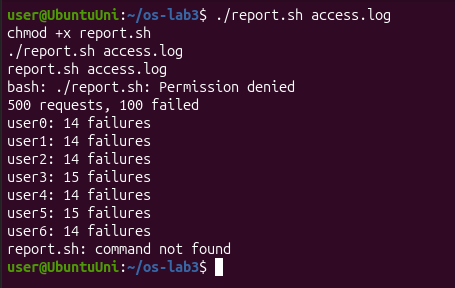 user@UbuntuUni:~/os-lab3$ ./report.sh access.log
chmod +x report.sh
./report.sh access.log
report.sh access.log
bash: ./report.sh: Permission denied
500 requests, 100 failed
user0: 14 failures
user1: 14 failures
user2: 14 failures
user3: 15 failures
user4: 14 failures
user5: 15 failures
user6: 14 failures
report.sh: command not found
user@UbuntuUni:~/os-lab3$